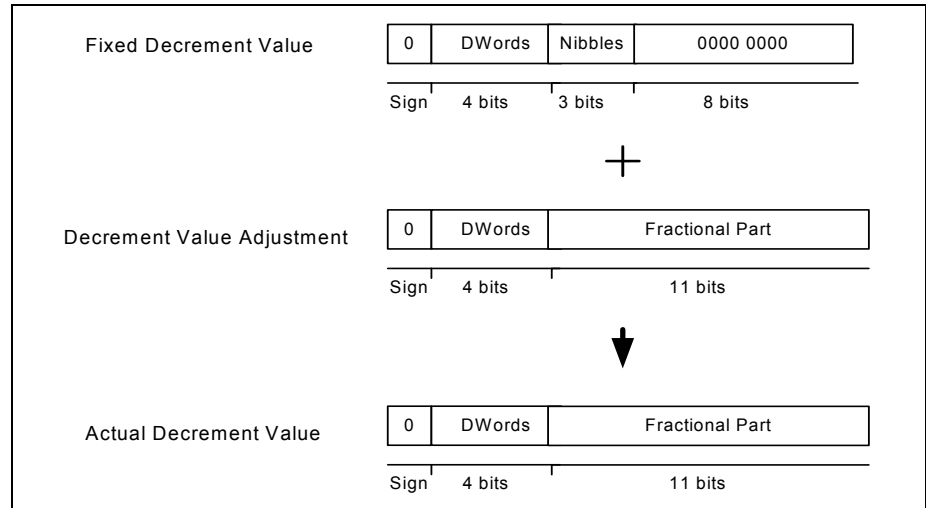 Fixed Decrement Value 0 DWords Nibbles 0000 0000
Sign 4 bits 3 bits 8 bits
+
Decrement Value Adjustment 0 DWords Fractional Part
Sign 4 bits 11 bits
Actual Decrement Value 0 DWords Fractional Part
Sign 4 bits 11 bits